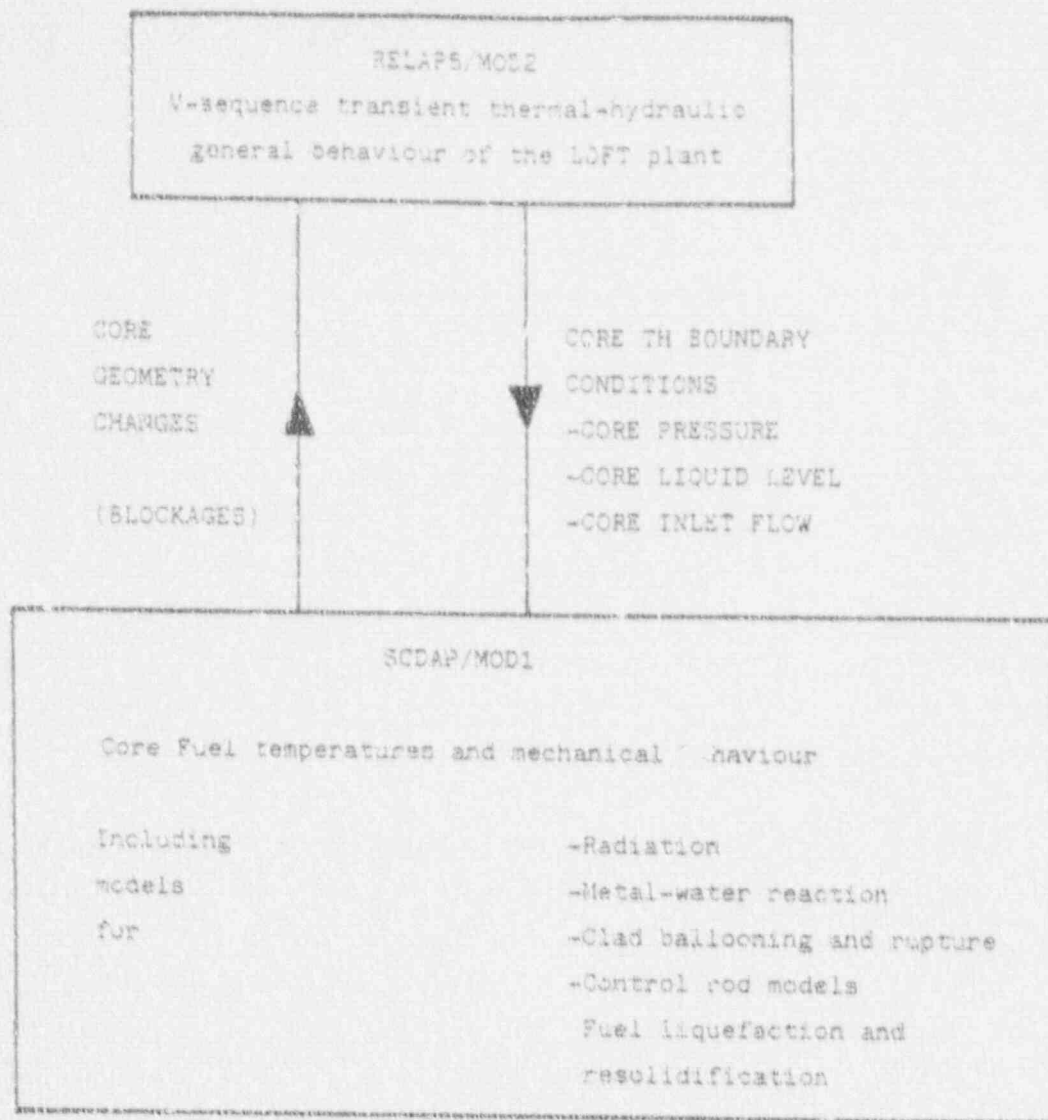 RELAP5/MOD2
V-sequence transient thermal-hydraulic
general behaviour of the LOFT plant
CORE
GEOMETRY
CHANGES
(BLOCKAGES)
CORE TH BOUNDARY
CONDITIONS
-CORE PRESSURE
-CORE LIQUID LEVEL
-CORE INLET FLOW
SCDAP/MOD1
Core Fuel temperatures and mechanical haviour
Including
models
for
-Radiation
-Metal-water reaction
-Clad ballooning and rupture
-Control rod models
Fuel liquefaction and
resolidification